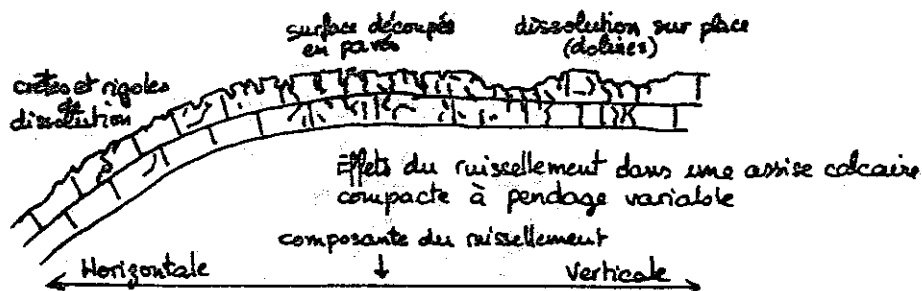 surface découpée
en pavés
dissolution sur place
(dolines)
crêtes et rigoles
de
dissolution
Effets du ruissellement dans une assise calcaire
compacte à pendage variable
composante du ruissellement
Horizontale
Verticale